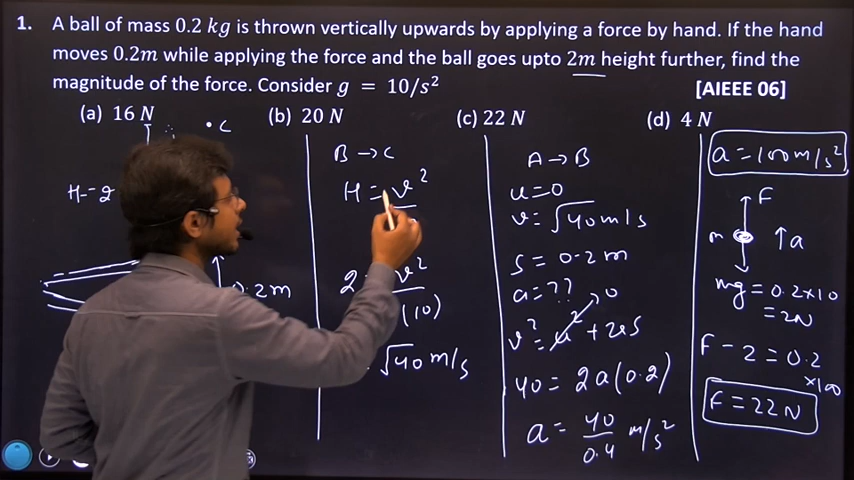 1. A ball of mass 0.2 kg is thrown vertically upwards by applying a force by hand. If the hand
moves 0.2m while applying the force and the ball goes upto 2m height further, find the
magnitude of the force. Consider g = 10/s²
[AIEEE 06]
(a) 16 N
(b) 20 N
(c) 22 N
(d) 4 N
• C
H = 2
0.2m
B → C
H = v²
2 = v²
(10)
√40 m/s
A → B
u = 0
v = √40 m/s
s = 0.2 m
a = ??
0
v² = u² + 2as
40 = 2a(0.2)
a = 40/0.4 m/s²
a = 100 m/s²
F
m
↑a
mg = 0.2×10
= 2N
F - 2 = 0.2
×100
F = 22 N